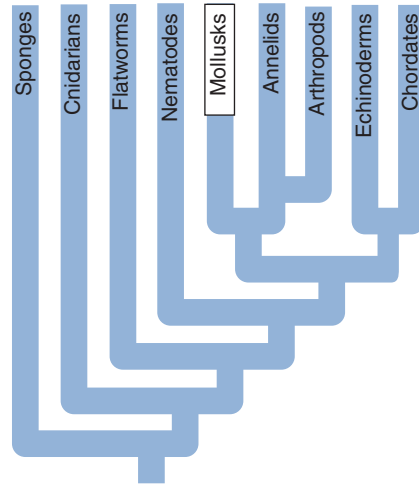 Sponges
Cnidarians
Flatworms
Nematodes
Mollusks
Annelids
Arthropods
Echinoderms
Chordates